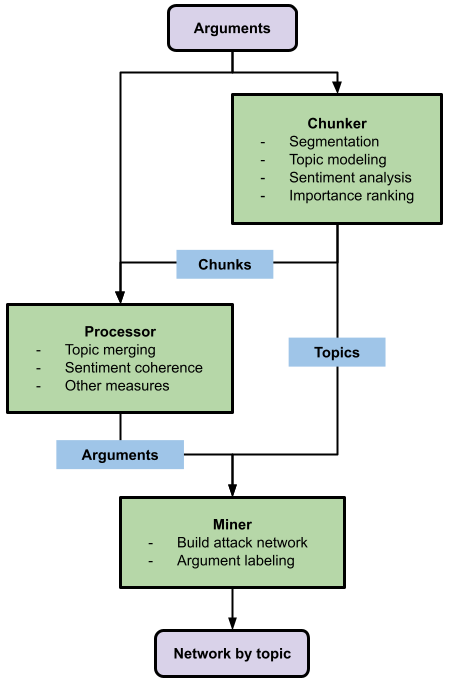 Arguments
Chunker
- Segmentation
- Topic modeling
- Sentiment analysis
- Importance ranking
Chunks
Processor
- Topic merging
- Sentiment coherence
- Other measures
Topics
Arguments
Miner
- Build attack network
- Argument labeling
Network by topic